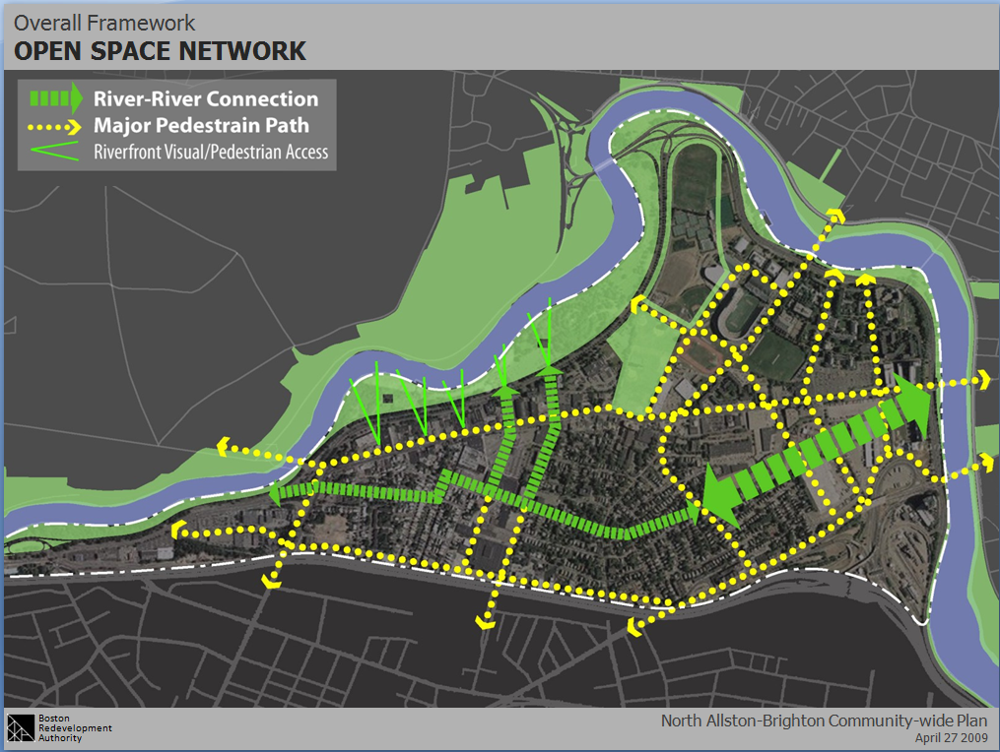 Overall Framework
OPEN SPACE NETWORK
River-River Connection
Major Pedestrain Path
Riverfront Visual/Pedestrian Access
Boston
Redevelopment
Authority
North Allston-Brighton Community-wide Plan
April 27 2009